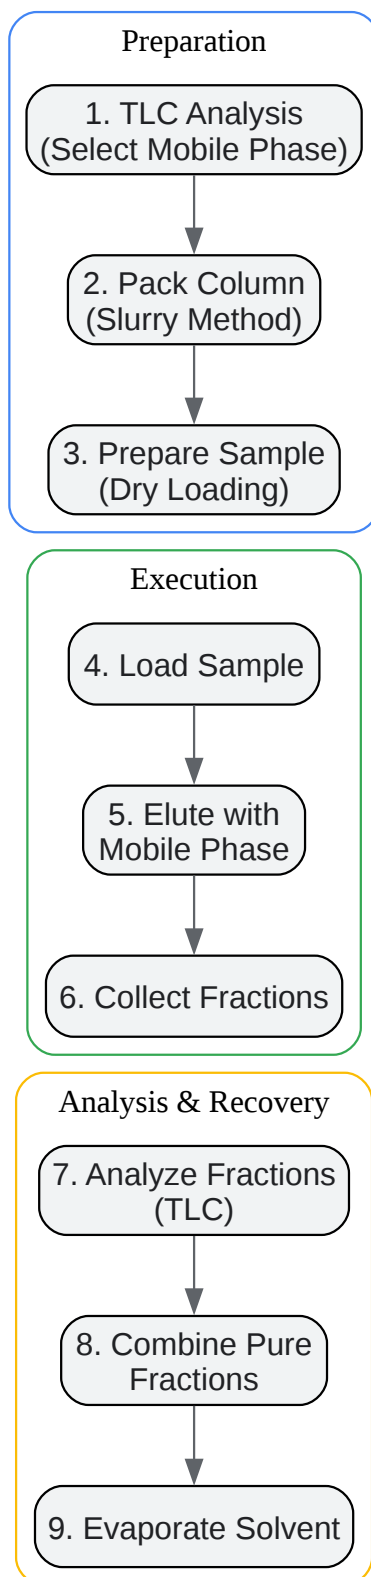 Preparation
1. TLC Analysis
(Select Mobile Phase)
2. Pack Column
(Slurry Method)
3. Prepare Sample
(Dry Loading)
Execution
4. Load Sample
5. Elute with
Mobile Phase
6. Collect Fractions
Analysis & Recovery
7. Analyze Fractions
(TLC)
8. Combine Pure
Fractions
9. Evaporate Solvent